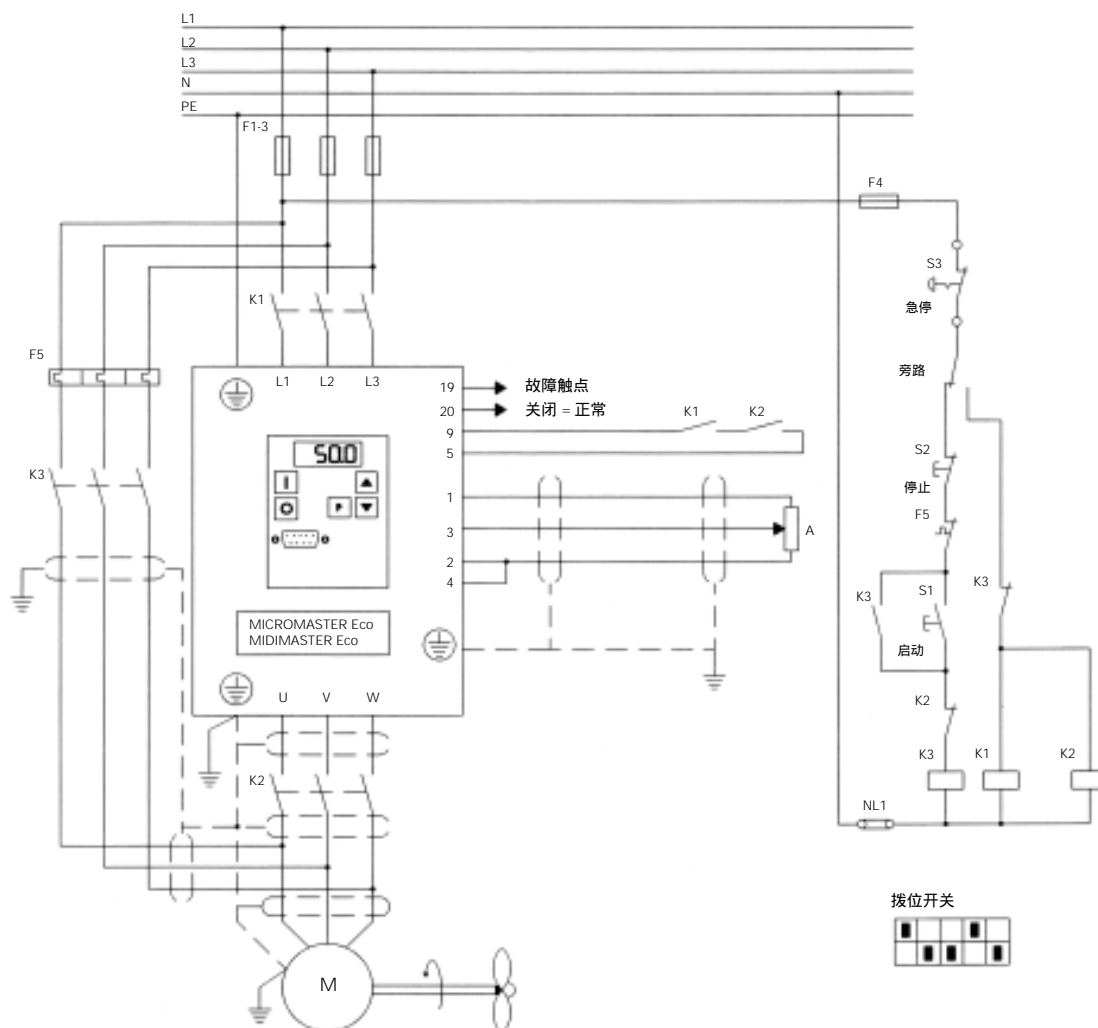 L1
L2
L3
N
PE
F1-3
F4
S3
急停
K1
F5
旁路
L1 L2 L3
19 故障触点
20 关闭 = 正常
9
K1 K2
5
50.0
S2
停止
K3
I
P
O
1
3
A
F5
2
4
K3
K3
S1
启动
MICROMASTER Eco
MIDIMASTER Eco
U V W
K2
K2
K3 K1 K2
NL1
拨位开关
M